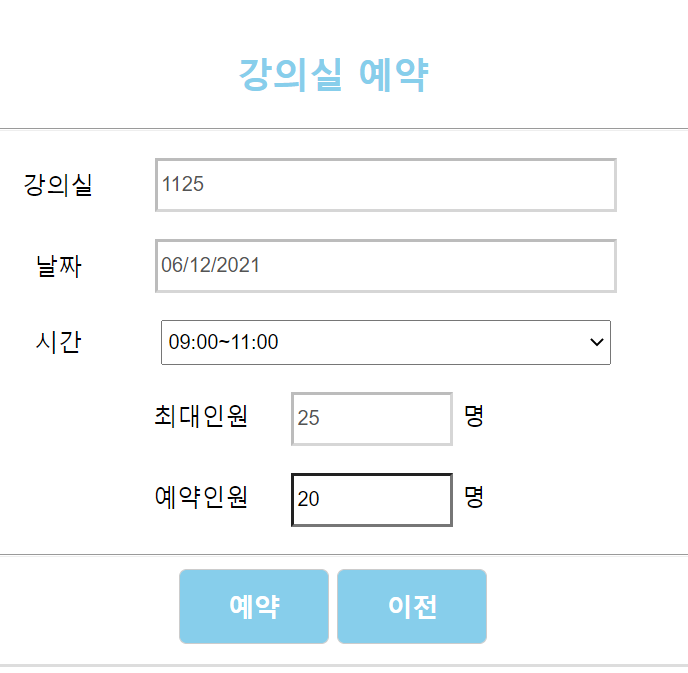 강의실 예약
강의실 1125
날짜 06/12/2021
시간 09:00~11:00
최대인원 25 명
예약인원 20 명
예약 이전